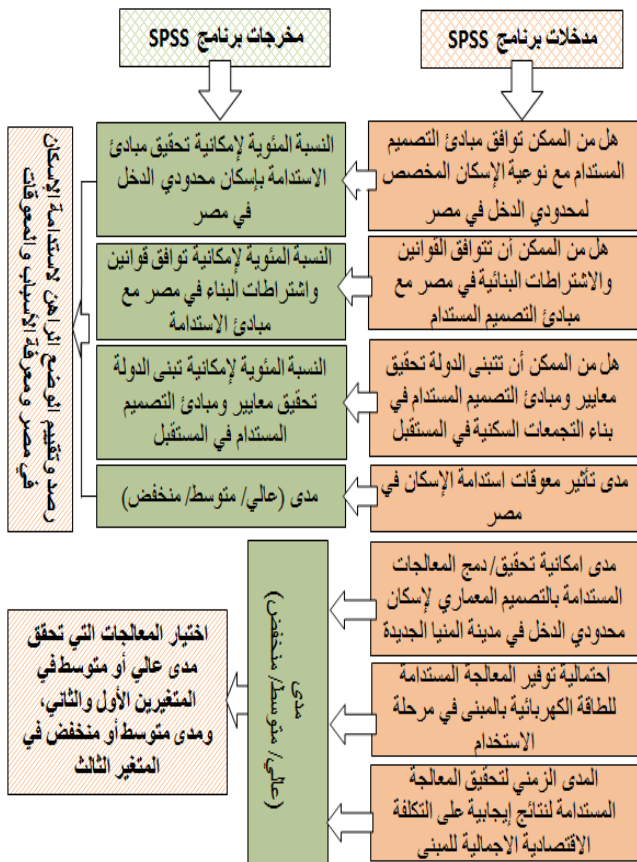 مدخلات برنامج SPSS
مخرجات برنامج SPSS
هل من الممكن توافق مبادئ التصميم
المستدام مع نوعية الإسكان المخصص
لمحدودي الدخل في مصر
النسبة المئوية لإمكانية تحقيق مبادئ
الاستدامة بإسكان محدودي الدخل
في مصر
هل من الممكن أن تتوافق القوانين
والاشتراطات البنائية في مصر مع
مبادئ التصميم المستدام
النسبة المئوية لإمكانية توافق قوانين
واشتراطات البناء في مصر مع
مبادئ الاستدامة
هل من الممكن أن تتبنى الدولة تحقيق
معايير ومبادئ التصميم المستدام في
بناء التجمعات السكنية في المستقبل
النسبة المئوية لإمكانية تبنى الدولة
تحقيق معايير ومبادئ التصميم
المستدام في المستقبل
مدى تأثير معوقات استدامة الإسكان في
مصر
مدى (عالي/ متوسط/ منخفض)
رصد وتقييم الوضع الراهن لاستدامة الإسكان
في مصر ومعرفة الأسباب والمعوقات
مدى امكانية تحقيق/ دمج المعالجات
المستدامة بالتصميم المعماري لإسكان
محدودي الدخل في مدينة المنيا الجديدة
احتمالية توفير المعالجة المستدامة
للطاقة الكهربائية بالمبنى في مرحلة
الاستخدام
المدى الزمني لتحقيق المعالجة
المستدامة لنتائج إيجابية على التكلفة
الاقتصادية الاجمالية للمبنى
مدى
(عالي/ متوسط/ منخفض)
اختيار المعالجات التي تحقق
مدى عالي أو متوسط في
المتغيرين الأول والثاني،
ومدى متوسط أو منخفض في
المتغير الثالث